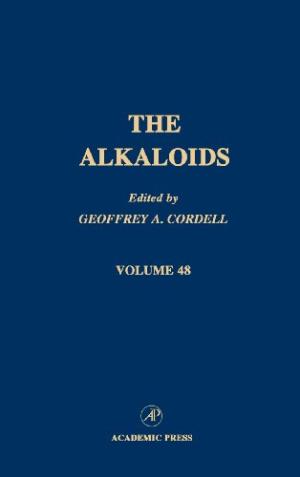 THE
ALKALOIDS
Edited by
GEOFFREY A. CORDELL
VOLUME 48
AP
ACADEMIC PRESS